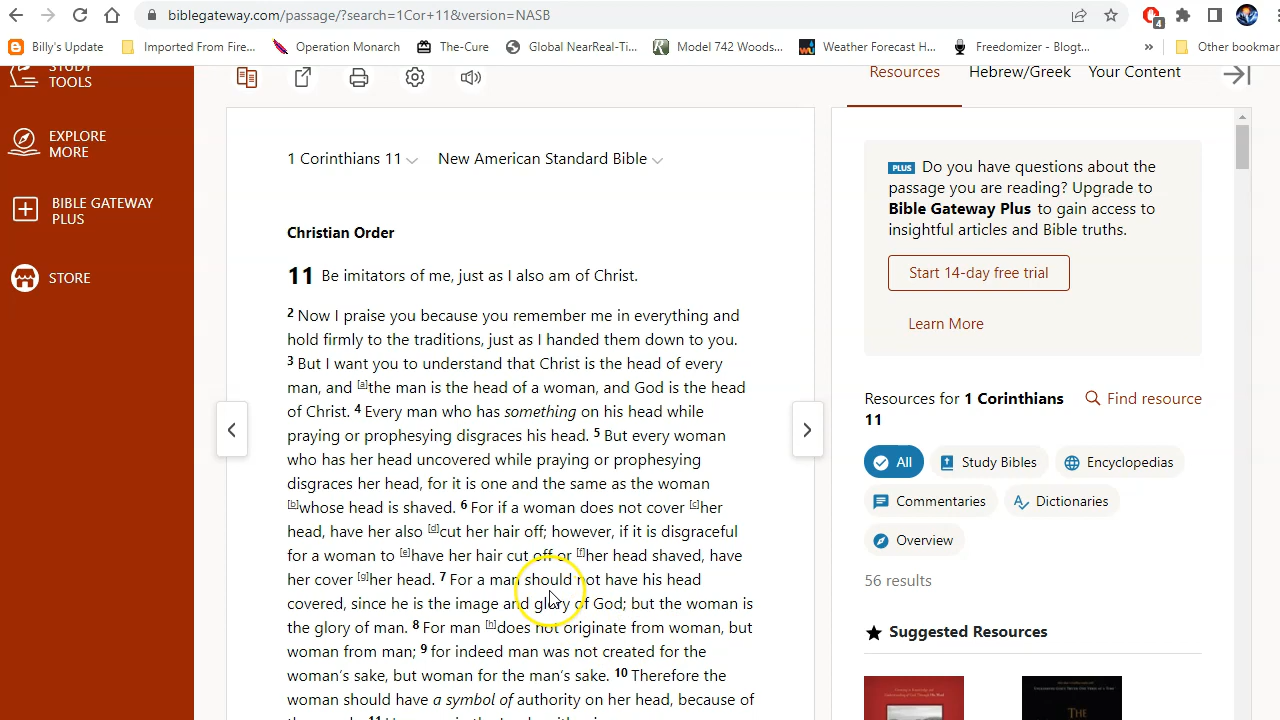 biblegateway.com/passage/?search=1Cor+11&version=NAS
4
Billy's Update
Imported From Fire...
Operation Monarch
TI-Cure
Global NearReal-Ti...
Model 742 Woods...
Weather Forecast H...
Freedomizer - Blogt...
»
Other bookmar
STUDY
TOOLS
EXPLORE
MORE
BIBLE GATEWAY
PLUS
STORE
Resources
Hebrew/Greek
Your Content
1 Corinthians 11
New American Standard Bible
Christian Order
11 Be imitators of me, just as I also am of Christ.
2 Now I praise you because you remember me in everything and
hold firmly to the traditions, just as I handed them down to you.
3 But I want you to understand that Christ is the head of every
man, and [a]the man is the head of a woman, and God is the head
of Christ. 4 Every man who has something on his head while
praying or prophesying disgraces his head. 5 But every woman
who has her head uncovered while praying or prophesying
disgraces her head, for it is one and the same as the woman
[b]whose head is shaved. 6 For if a woman does not cover [c]her
head, have her also [d]cut her hair off; however, if it is disgraceful
for a woman to [e]have her hair cut off or [f]her head shaved, have
her cover [g]her head. 7 For a man should not have his head
covered, since he is the image and glory of God; but the woman is
the glory of man. 8 For man [h]does not originate from woman, but
woman from man; 9 for indeed man was not created for the
woman's sake, but woman for the man's sake. 10 Therefore the
of authority on her head, because of
PLUS Do you have questions about the
passage you are reading? Upgrade to
Bible Gateway Plus to gain access to
insightful articles and Bible truths.
Start 14-day free trial
Learn More
Resources for 1 Corinthians
11
Find resource
All
Study Bibles
Encyclopedias
Commentaries
Dictionaries
Overview
56 results
Suggested Resources
THE